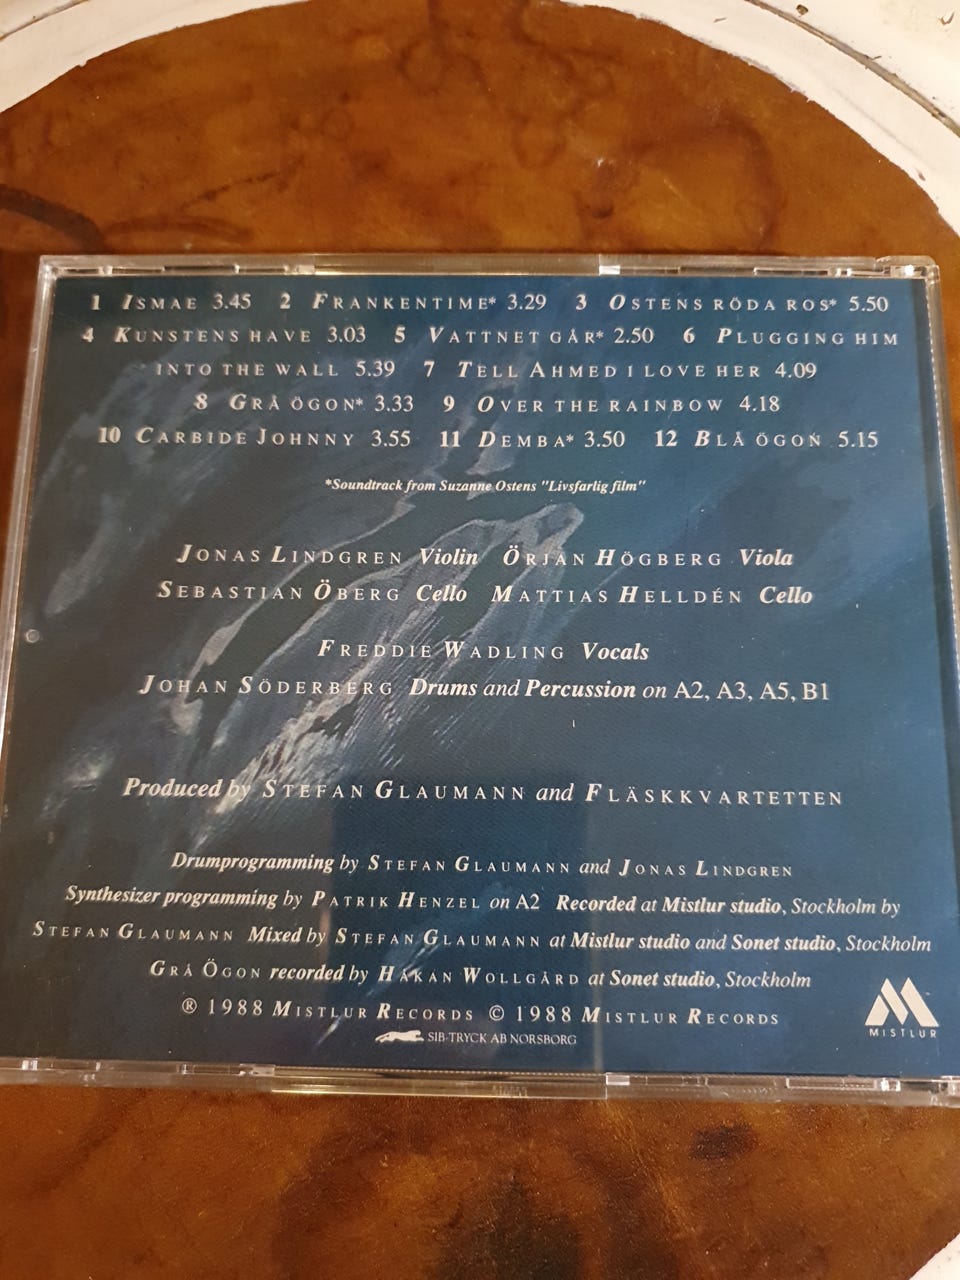 1 ISMAE 3.45 2 FRANKENTIME* 3.29 3 OSTENS RÖDA ROS* 5.50
4 KUNSTENS HAVE 3.03 5 VATTNET GÅR* 2.50 6 PLUGGING HIM
INTO THE WALL 5.39 7 TELL AHMED I LOVE HER 4.09
8 GRÅ ÖGON* 3.33 9 OVER THE RAINBOW 4.18
10 CARBIDE JOHNNY 3.55 11 DEMBA* 3.50 12 BLÅ ÖGON 5.15
*Soundtrack from Suzanne Ostens "Livsfarlig film"
JONAS LINDGREN Violin ÖRJAN HÖGBERG Viola
SEBASTIAN ÖBERG Cello MATTIAS HELLDÉN Cello
FREDDIE WADLING Vocals
JOHAN SÖDERBERG Drums and Percussion on A2, A3, A5, B1
Produced by STEFAN GLAUMANN and FLÄSKKVARTETTEN
Drumprogramming by STEFAN GLAUMANN and JONAS LINDGREN
Synthesizer programming by PATRIK HENZEL on A2 Recorded at Mistlur studio, Stockholm by
STEFAN GLAUMANN Mixed by STEFAN GLAUMANN at Mistlur studio and Sonet studio, Stockholm
GRÅ ÖGON recorded by HÅKAN WOLLGÅRD at Sonet studio, Stockholm
® 1988 MISTLUR RECORDS © 1988 MISTLUR RECORDS
MISTLUR
SIB-TRYCK AB NORSBORG